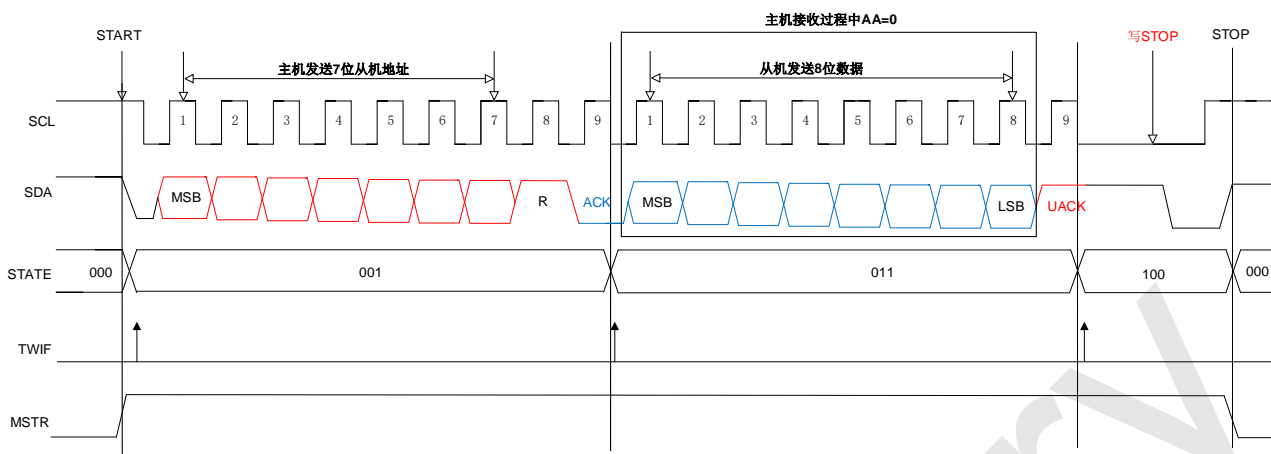 主机接收过程中AA=0
START
写STOP
STOP
主机发送7位从机地址
从机发送8位数据
SCL
1 2 3 4 5 6 7 8 9 1 2 3 4 5 6 7 8 9
SDA
MSB R ACK MSB LSB UACK
STATE
000 001 011 100 000
TWIF
MSTR